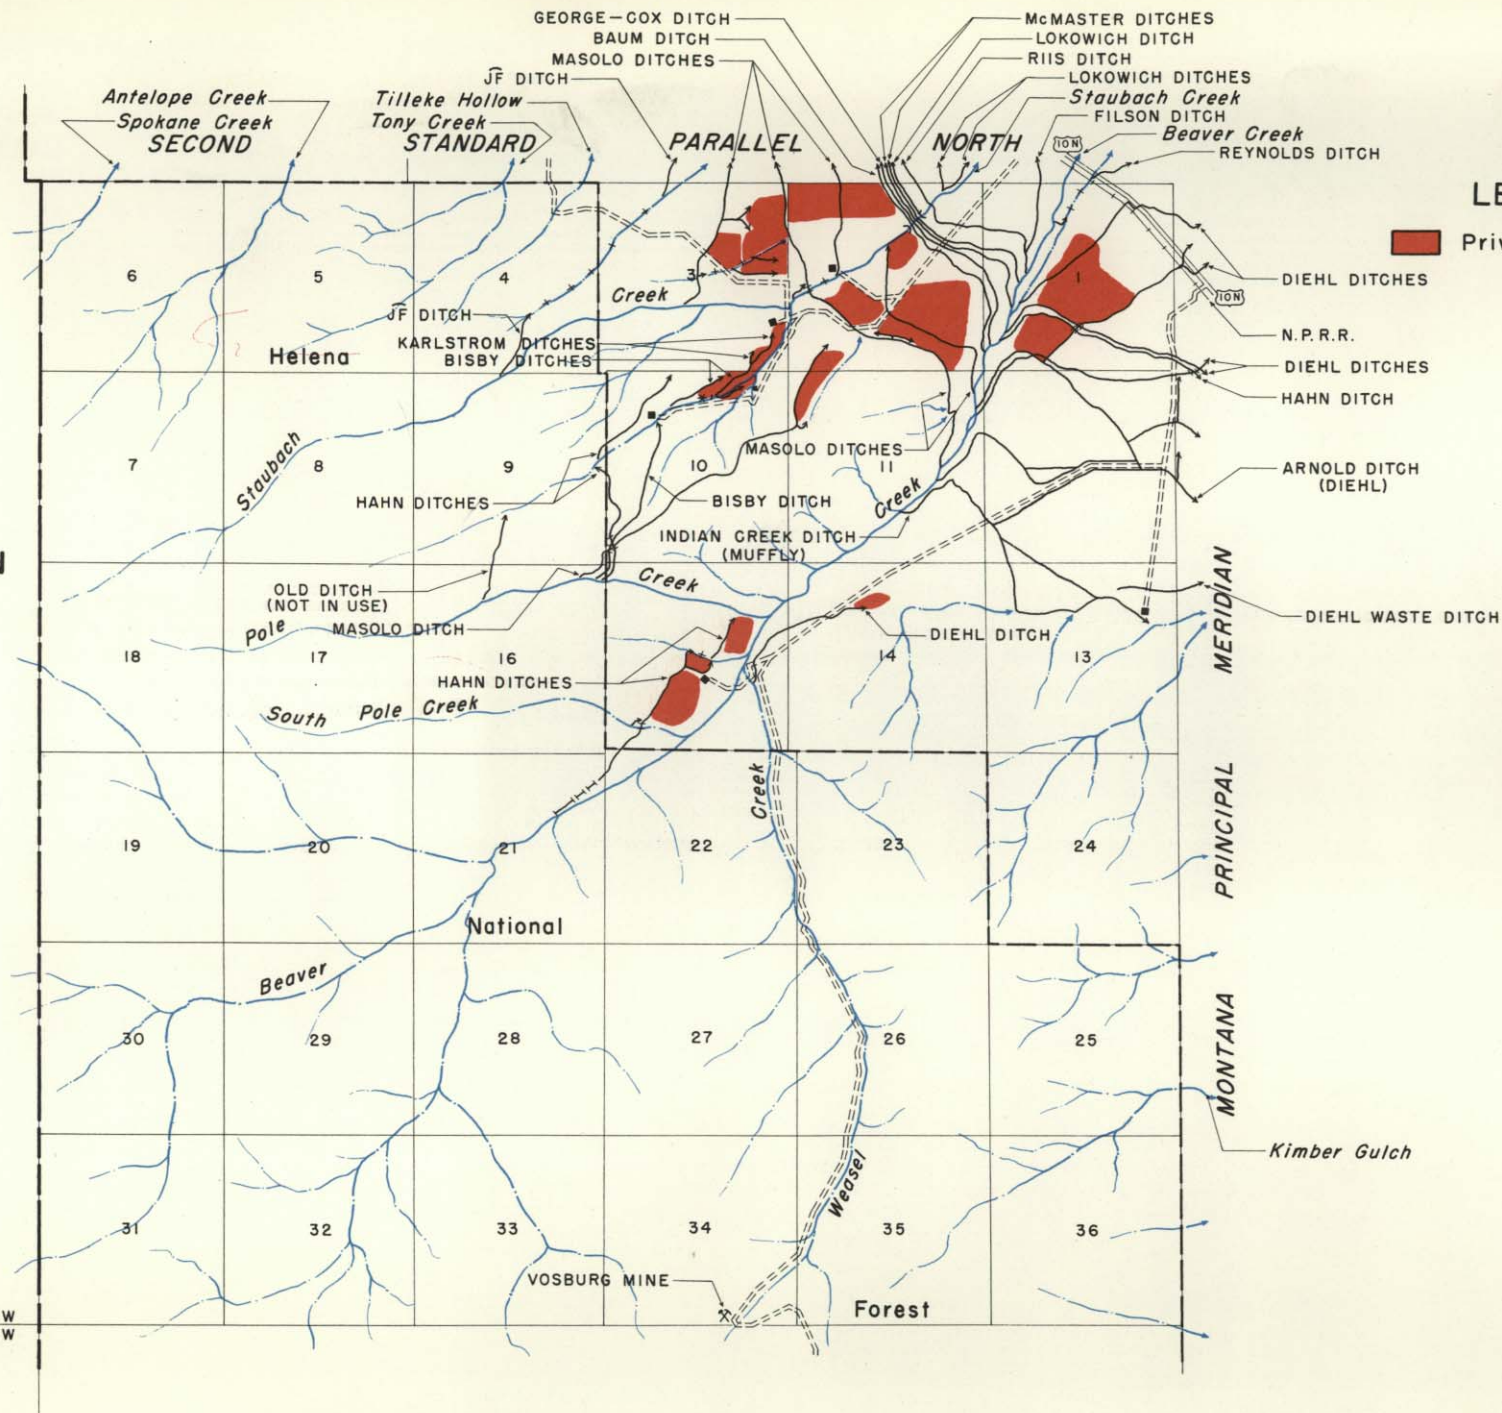 GEORGE-COX DITCH
BAUM DITCH
MASOLO DITCHES
J͡F DITCH
McMASTER DITCHES
LOKOWICH DITCH
RIIS DITCH
LOKOWICH DITCHES
Staubach Creek
FILSON DITCH
Beaver Creek
REYNOLDS DITCH
Antelope Creek
Spokane Creek
Tilleke Hollow
Tony Creek
SECOND STANDARD PARALLEL NORTH
10N
6 5 4 3 1
Creek
DIEHL DITCHES
10N
N.P.R.R.
J͡F DITCH
KARLSTROM DITCHES
BISBY DITCHES
Helena
DIEHL DITCHES
HAHN DITCH
Staubach
7 8 9 10 11
MASOLO DITCHES
HAHN DITCHES
BISBY DITCH
Creek
ARNOLD DITCH
(DIEHL)
INDIAN CREEK DITCH
(MUFFLY)
OLD DITCH
(NOT IN USE)
Creek
Pole
MASOLO DITCH
DIEHL DITCH
DIEHL WASTE DITCH
18 17 16 14 13
HAHN DITCHES
South Pole Creek
MERIDIAN
Creek
19 20 21 22 23 24
PRINCIPAL
National
Beaver
30 29 28 27 26 25
MONTANA
Kimber Gulch
Weasel
31 32 33 34 35 36
VOSBURG MINE
Forest
W
W